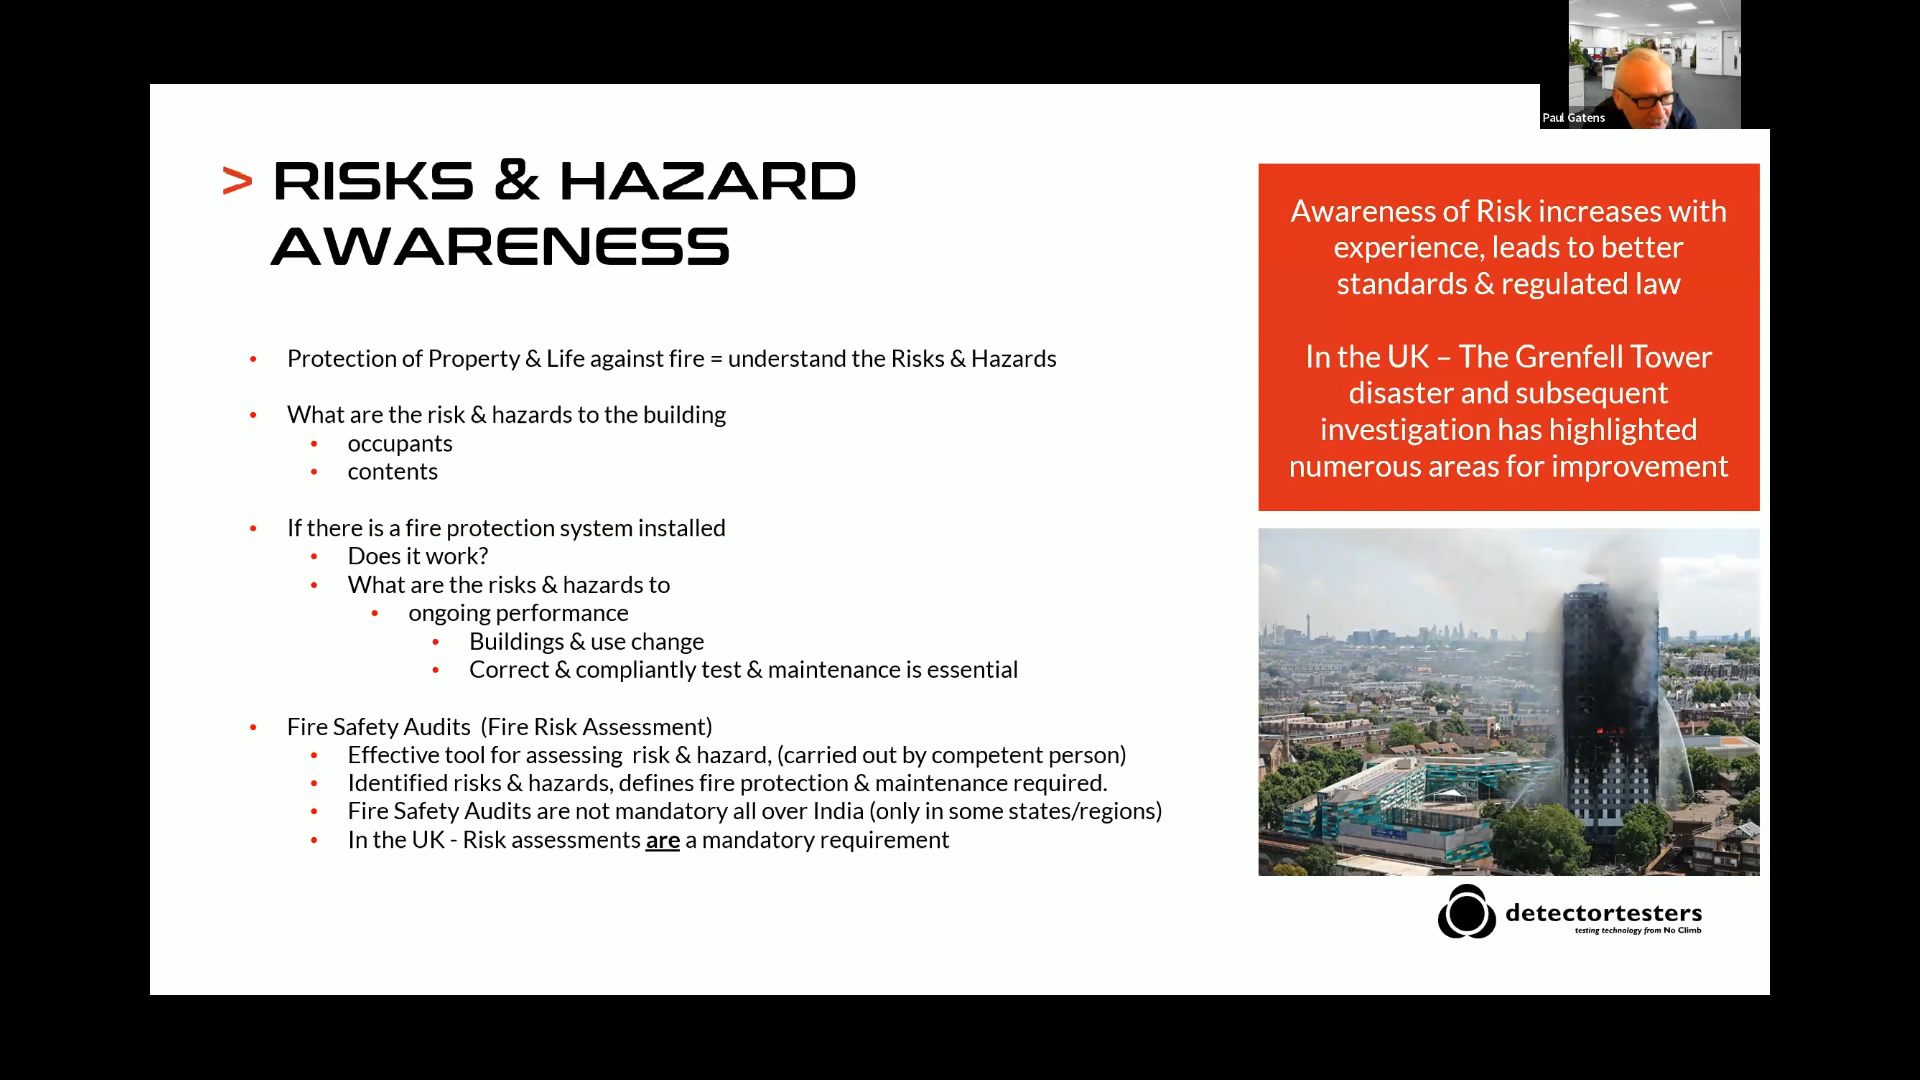 Paul Gatens
> RISKS & HAZARD
AWARENESS
• Protection of Property & Life against fire = understand the Risks & Hazards
• What are the risk & hazards to the building
• occupants
• contents
• If there is a fire protection system installed
• Does it work?
• What are the risks & hazards to
• ongoing performance
• Buildings & use change
• Correct & compliantly test & maintenance is essential
• Fire Safety Audits (Fire Risk Assessment)
• Effective tool for assessing risk & hazard, (carried out by competent person)
• Identified risks & hazards, defines fire protection & maintenance required.
• Fire Safety Audits are not mandatory all over India (only in some states/regions)
• In the UK - Risk assessments are a mandatory requirement
Awareness of Risk increases with
experience, leads to better
standards & regulated law
In the UK – The Grenfell Tower
disaster and subsequent
investigation has highlighted
numerous areas for improvement
detectortesters
testing technology from No Climb